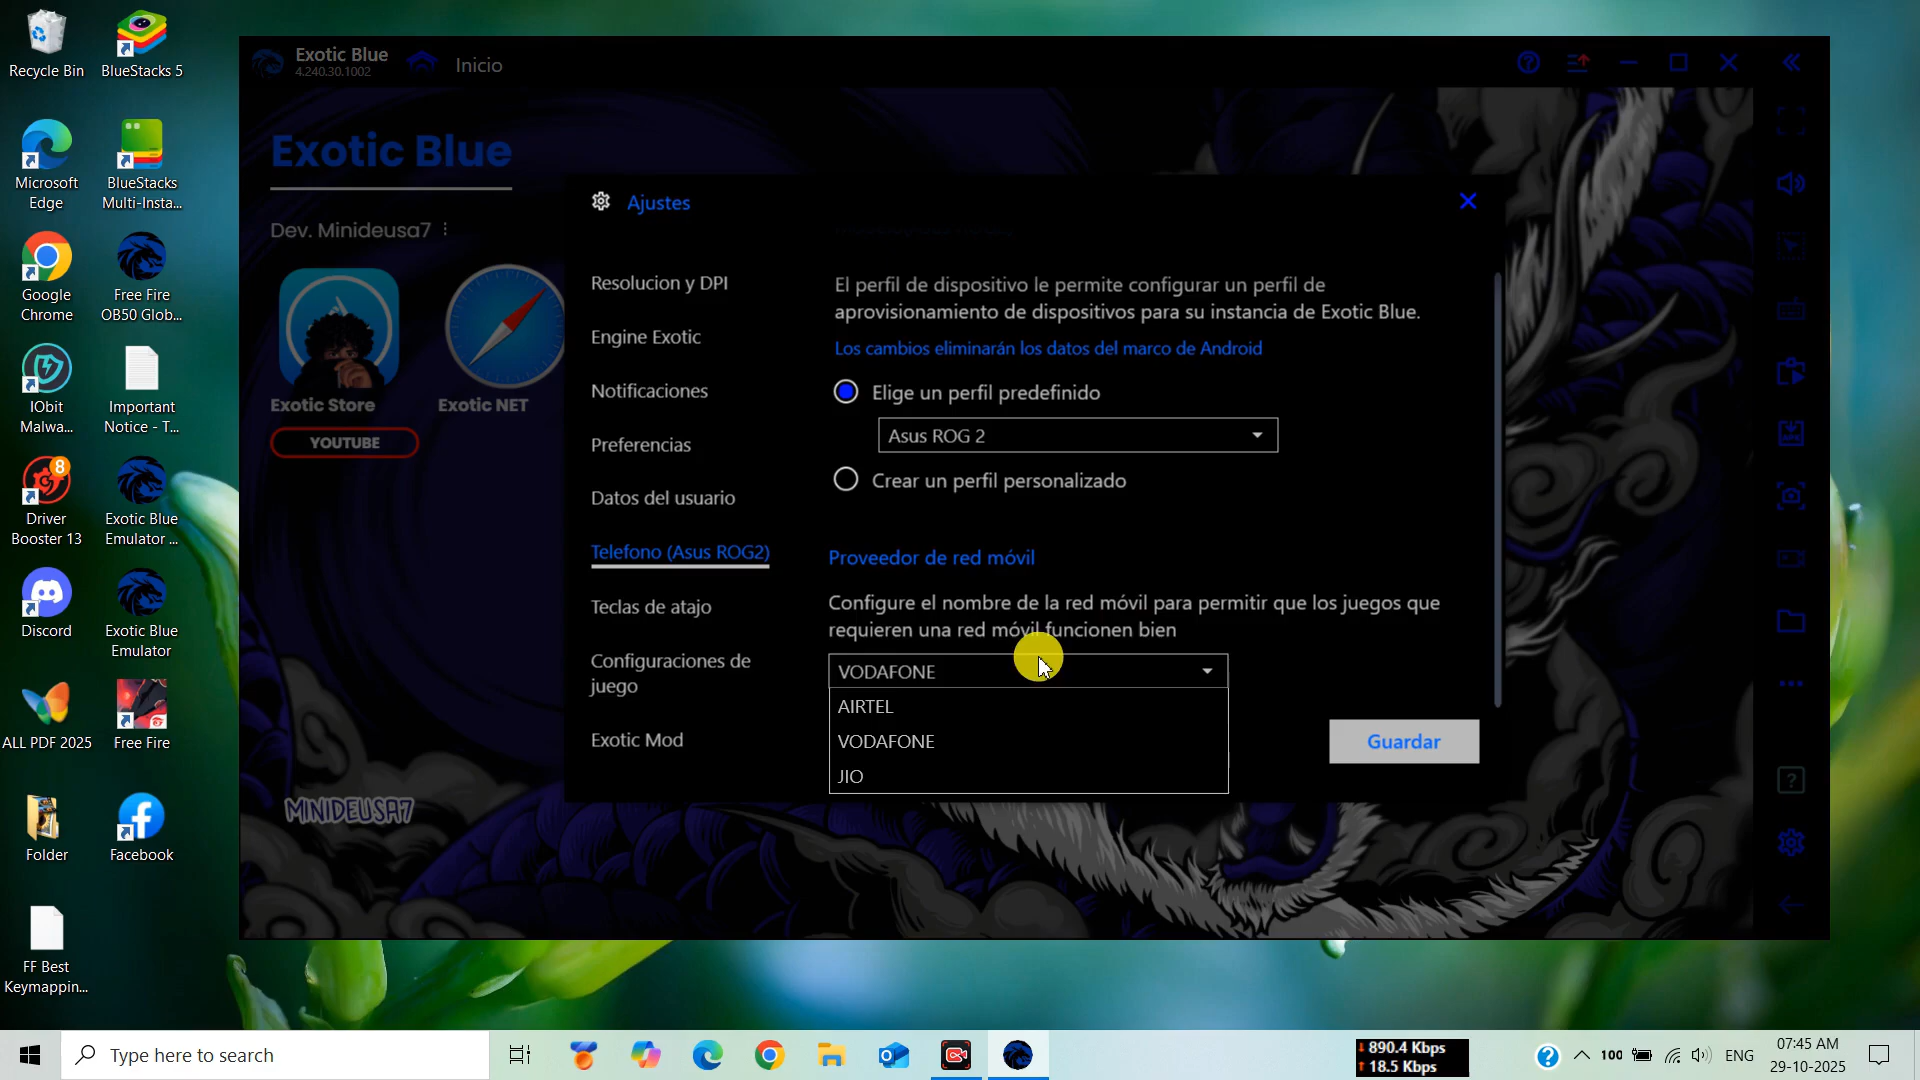 Recycle Bin
BlueStacks 5
Microsoft
Edge
BlueStacks
Multi-Insta...
Google
Chrome
Free Fire
OB50 Glob...
IObit
Malwa...
Important
Notice - T...
8
Driver
Booster 13
Exotic Blue
Emulator ...
Discord
Exotic Blue
Emulator
ALL PDF 2025
Free Fire
Folder
Facebook
FF Best
Keymappin...
Exotic Blue
4.240.30.1002
Inicio
Exotic Blue
Dev. Minideusa7
Exotic Store
Exotic NET
YOUTUBE
MINIDEUSA7
Ajustes
Resolucion y DPI
Engine Exotic
Notificaciones
Preferencias
Datos del usuario
Telefono (Asus ROG2)
Teclas de atajo
Configuraciones de
juego
Exotic Mod
El perfil de dispositivo le permite configurar un perfil de
aprovisionamiento de dispositivos para su instancia de Exotic Blue.
Los cambios eliminarán los datos del marco de Android
Elige un perfil predefinido
Asus ROG 2
Crear un perfil personalizado
Proveedor de red móvil
Configure el nombre de la red móvil para permitir que los juegos que
requieren una red móvil funcionen bien
VODAFONE
AIRTEL
VODAFONE
JIO
Guardar
Type here to search
890.4 Kbps
18.5 Kbps
100
ENG
07:45 AM
29-10-2025